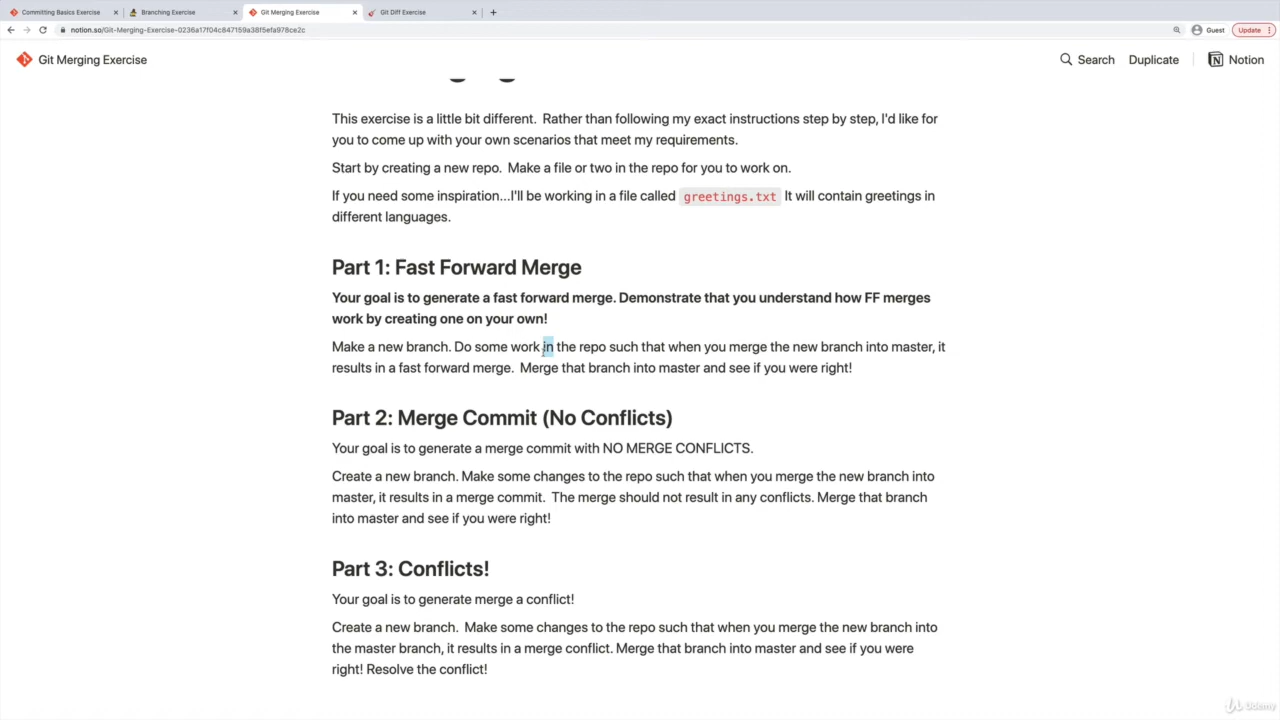 Committing Basics Exercise
Branching Exercise
Git Merging Exercise
Git Diff Exercise
notion.so/Git-Merging-Exercise-0236a17f04c847159a38f5efa978ce2c
Guest
Update
Git Merging Exercise
Search
Duplicate
Notion
This exercise is a little bit different. Rather than following my exact instructions step by step, I'd like for
you to come up with your own scenarios that meet my requirements.
Start by creating a new repo. Make a file or two in the repo for you to work on.
If you need some inspiration...I'll be working in a file called greetings.txt It will contain greetings in
different languages.
Part 1: Fast Forward Merge
Your goal is to generate a fast forward merge. Demonstrate that you understand how FF merges
work by creating one on your own!
Make a new branch. Do some work in the repo such that when you merge the new branch into master, it
results in a fast forward merge. Merge that branch into master and see if you were right!
Part 2: Merge Commit (No Conflicts)
Your goal is to generate a merge commit with NO MERGE CONFLICTS.
Create a new branch. Make some changes to the repo such that when you merge the new branch into
master, it results in a merge commit. The merge should not result in any conflicts. Merge that branch
into master and see if you were right!
Part 3: Conflicts!
Your goal is to generate merge a conflict!
Create a new branch. Make some changes to the repo such that when you merge the new branch into
the master branch, it results in a merge conflict. Merge that branch into master and see if you were
right! Resolve the conflict!
Udemy